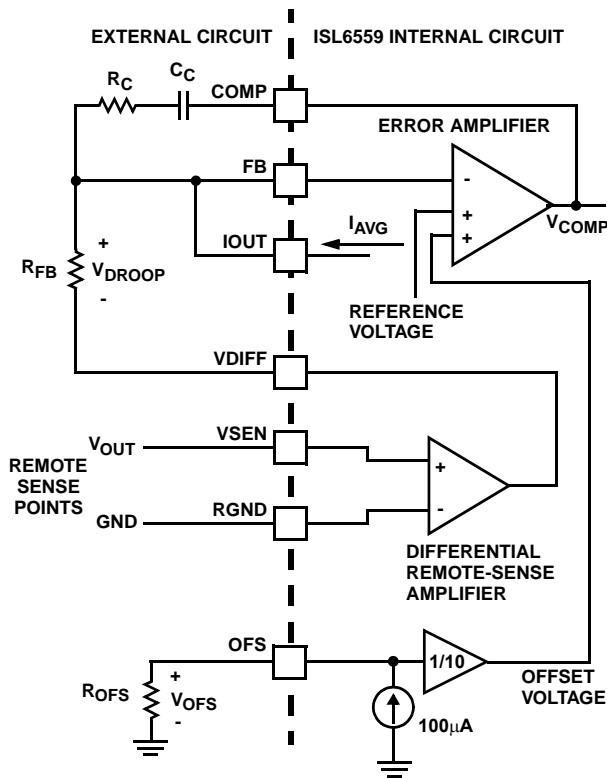 EXTERNAL CIRCUIT
ISL6559 INTERNAL CIRCUIT
RC
CC
COMP
ERROR AMPLIFIER
FB
-
+
+
VCOMP
IAVG
IOUT
RFB
+
VDROOP
-
REFERENCE
VOLTAGE
VDIFF
VOUT
VSEN
+
REMOTE
SENSE
POINTS
GND
RGND
-
DIFFERENTIAL
REMOTE-SENSE
AMPLIFIER
OFS
1/10
OFFSET
VOLTAGE
ROFS
+
VOFS
-
100µA